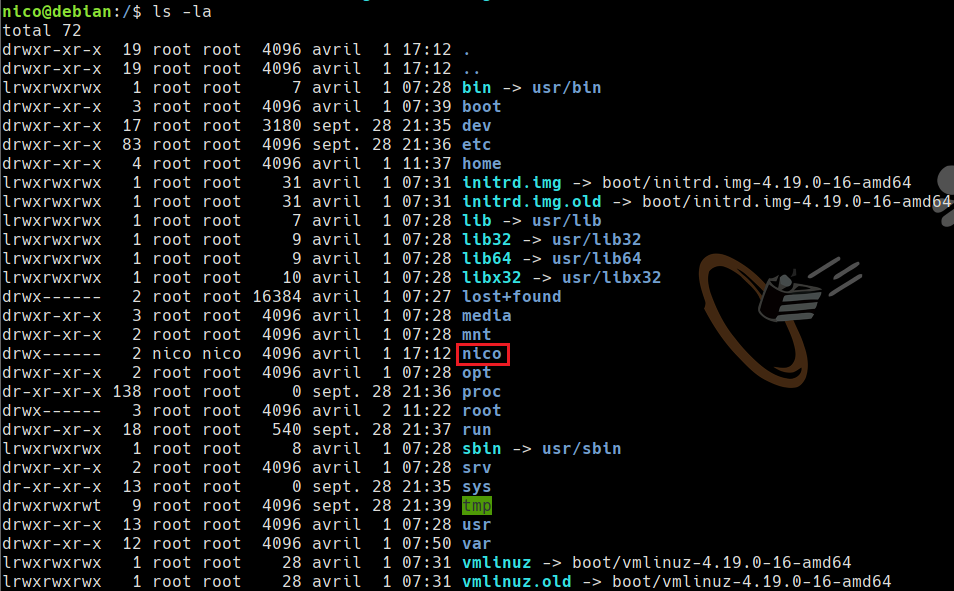 nico@debian:/$ ls -la
total 72
drwxr-xr-x  19 root root  4096 avril  1 17:12 .
drwxr-xr-x  19 root root  4096 avril  1 17:12 ..
lrwxrwxrwx   1 root root     7 avril  1 07:28 bin -> usr/bin
drwxr-xr-x   3 root root  4096 avril  1 07:39 boot
drwxr-xr-x  17 root root  3180 sept. 28 21:35 dev
drwxr-xr-x  83 root root  4096 sept. 28 21:36 etc
drwxr-xr-x   4 root root  4096 avril  1 11:37 home
lrwxrwxrwx   1 root root    31 avril  1 07:31 initrd.img -> boot/initrd.img-4.19.0-16-amd64
lrwxrwxrwx   1 root root    31 avril  1 07:31 initrd.img.old -> boot/initrd.img-4.19.0-16-amd64
lrwxrwxrwx   1 root root     7 avril  1 07:28 lib -> usr/lib
lrwxrwxrwx   1 root root     9 avril  1 07:28 lib32 -> usr/lib32
lrwxrwxrwx   1 root root     9 avril  1 07:28 lib64 -> usr/lib64
lrwxrwxrwx   1 root root    10 avril  1 07:28 libx32 -> usr/libx32
drwx------   2 root root 16384 avril  1 07:27 lost+found
drwxr-xr-x   3 root root  4096 avril  1 07:28 media
drwxr-xr-x   2 root root  4096 avril  1 07:28 mnt
drwx------   2 nico nico  4096 avril  1 17:12 nico
drwxr-xr-x   2 root root  4096 avril  1 07:28 opt
dr-xr-xr-x 138 root root     0 sept. 28 21:36 proc
drwx------   3 root root  4096 avril  2 11:22 root
drwxr-xr-x  18 root root   540 sept. 28 21:37 run
lrwxrwxrwx   1 root root     8 avril  1 07:28 sbin -> usr/sbin
drwxr-xr-x   2 root root  4096 avril  1 07:28 srv
dr-xr-xr-x  13 root root     0 sept. 28 21:35 sys
drwxrwxrwt   9 root root  4096 sept. 28 21:39 tmp
drwxr-xr-x  13 root root  4096 avril  1 07:28 usr
drwxr-xr-x  12 root root  4096 avril  1 07:50 var
lrwxrwxrwx   1 root root    28 avril  1 07:31 vmlinuz -> boot/vmlinuz-4.19.0-16-amd64
lrwxrwxrwx   1 root root    28 avril  1 07:31 vmlinuz.old -> boot/vmlinuz-4.19.0-16-amd64